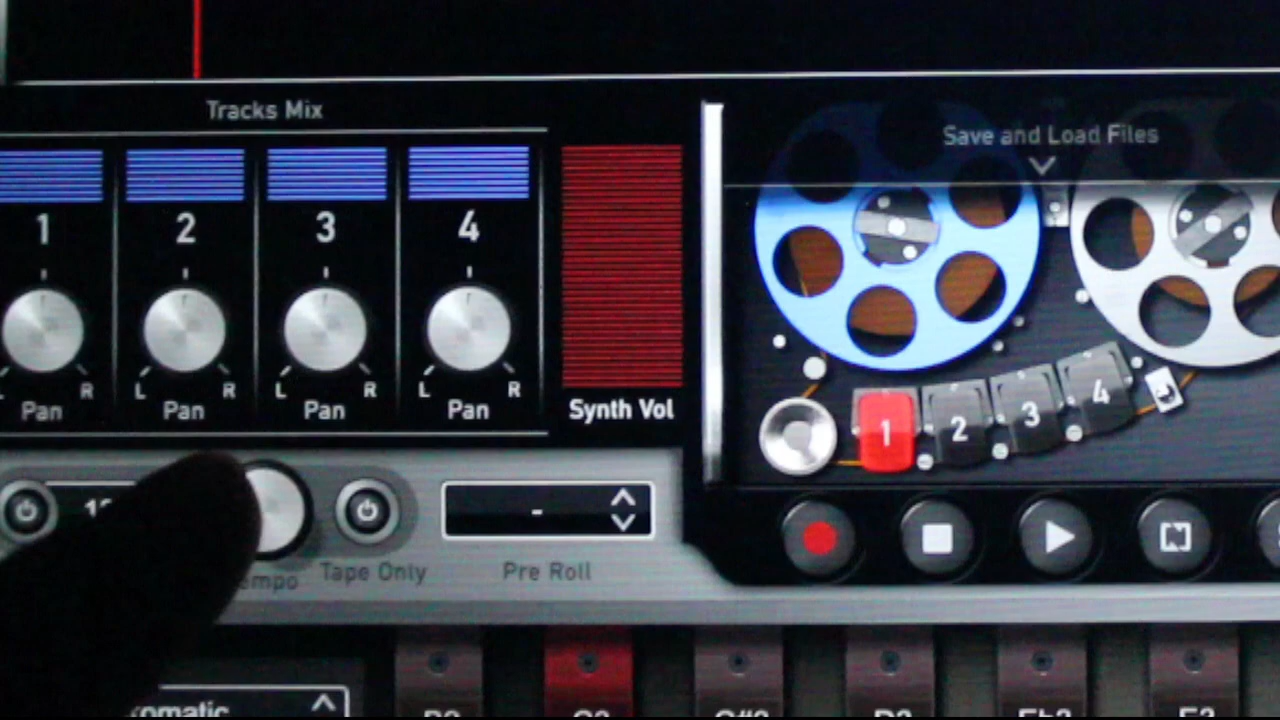 Tracks Mix
Save and Load Files
1 2 3 4
L R L R L R L R
Pan Pan Pan Pan
Synth Vol
1 2 3 4
-
Tape Only
Pre Roll